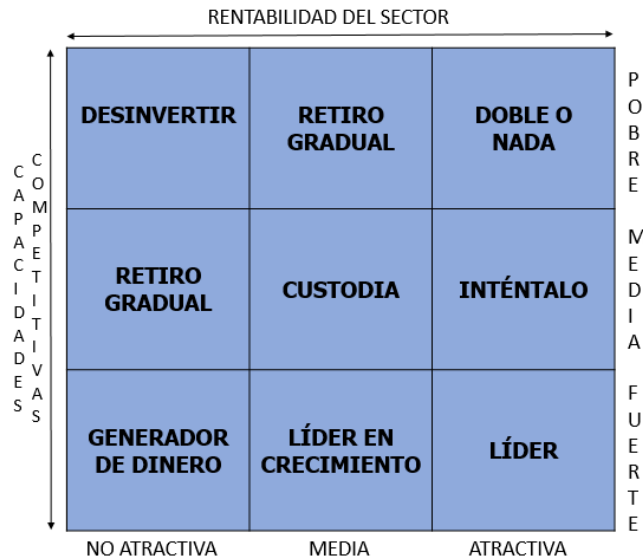 RENTABILIDAD DEL SECTOR
CAPACIDADES
COMPETITIVAS
DESINVERTIR
RETIRO
GRADUAL
DOBLE O
NADA
POBRE
RETIRO
GRADUAL
CUSTODIA
INTÉNTALO
MEDIA
GENERADOR
DE DINERO
LÍDER EN
CRECIMIENTO
LÍDER
FUERTE
NO ATRACTIVA
MEDIA
ATRACTIVA